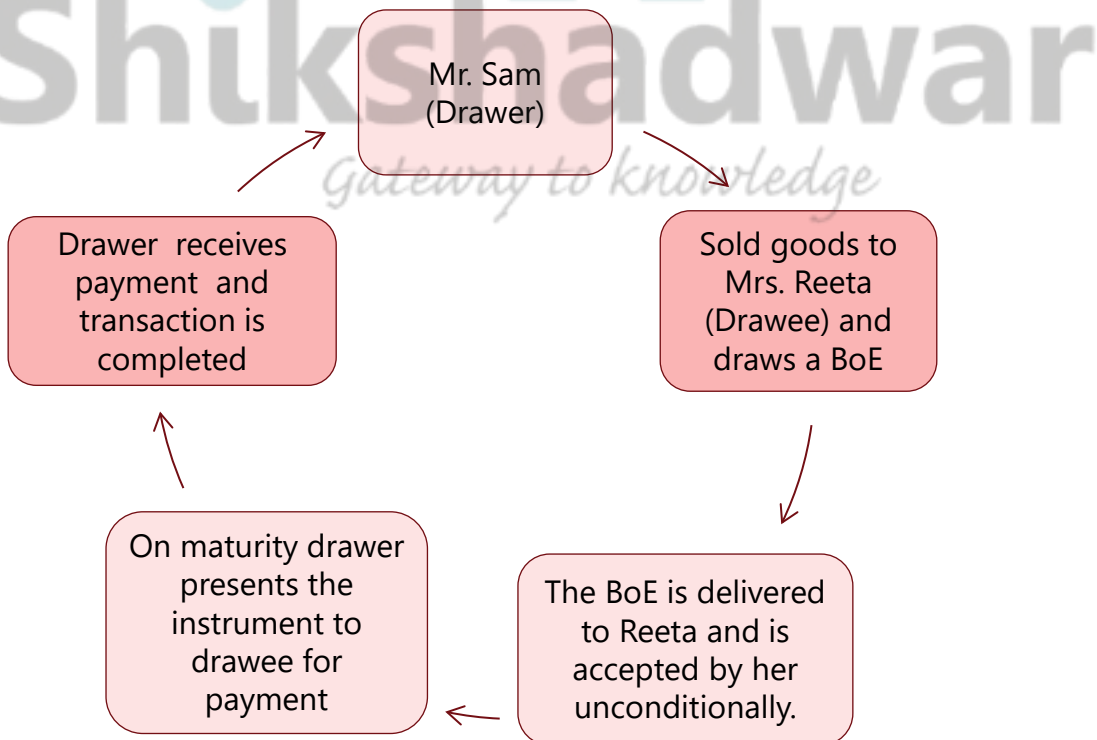 Shikshadwar
Gateway to knowledge
Mr. Sam
(Drawer)
Sold goods to
Mrs. Reeta
(Drawee) and
draws a BoE
The BoE is delivered
to Reeta and is
accepted by her
unconditionally.
On maturity drawer
presents the
instrument to
drawee for
payment
Drawer receives
payment and
transaction is
completed